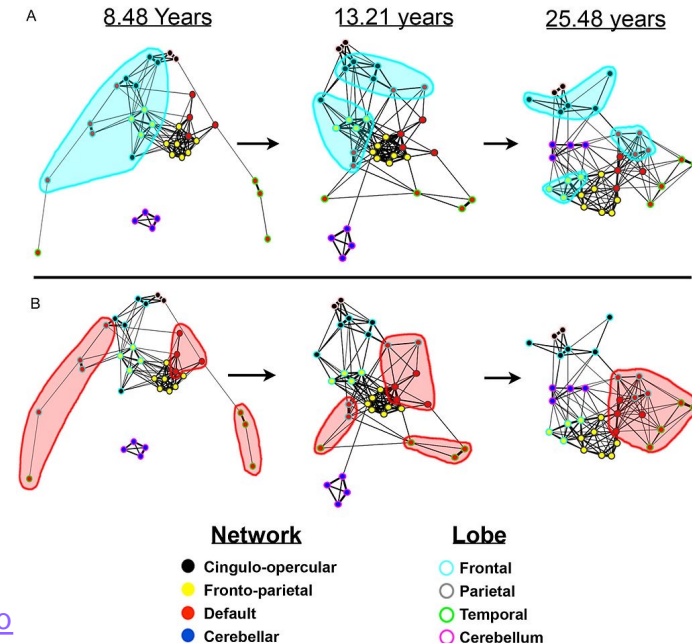 A
8.48 Years
13.21 years
25.48 years
B
Network
Lobe
Cingulo-opercular
Frontal
Fronto-parietal
Parietal
Default
Temporal
Cerebellar
Cerebellum
o